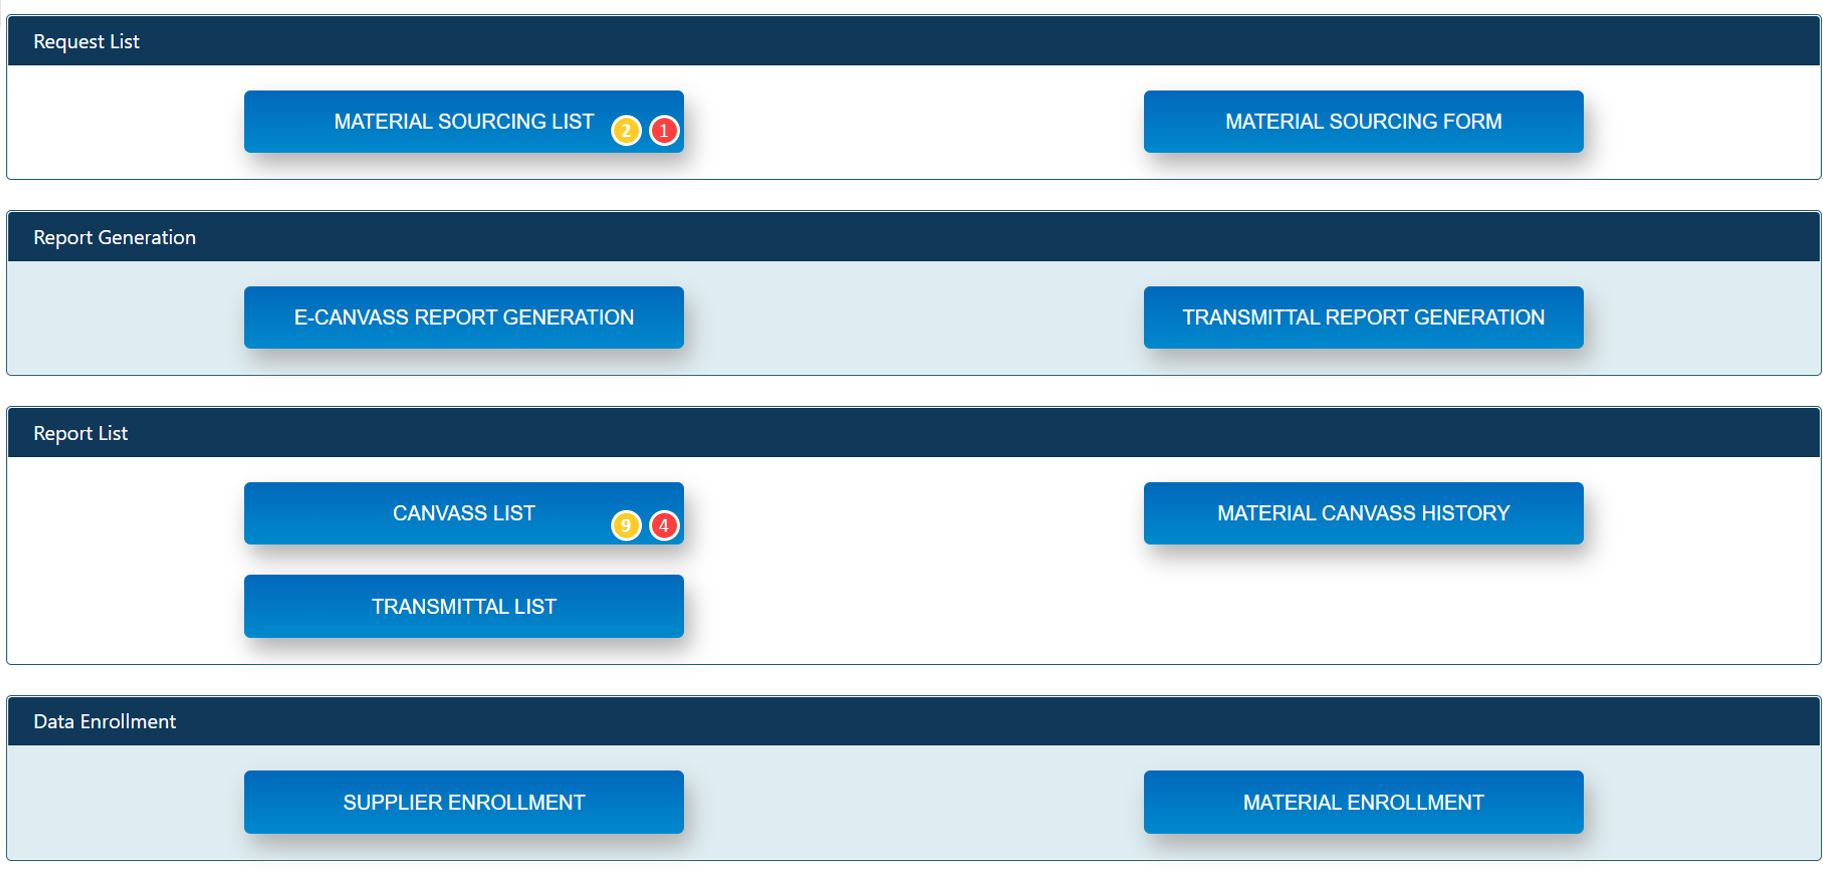 Request List
MATERIAL SOURCING LIST 2 1
MATERIAL SOURCING FORM
Report Generation
E-CANVASS REPORT GENERATION
TRANSMITTAL REPORT GENERATION
Report List
CANVASS LIST 9 4
MATERIAL CANVASS HISTORY
TRANSMITTAL LIST
Data Enrollment
SUPPLIER ENROLLMENT
MATERIAL ENROLLMENT